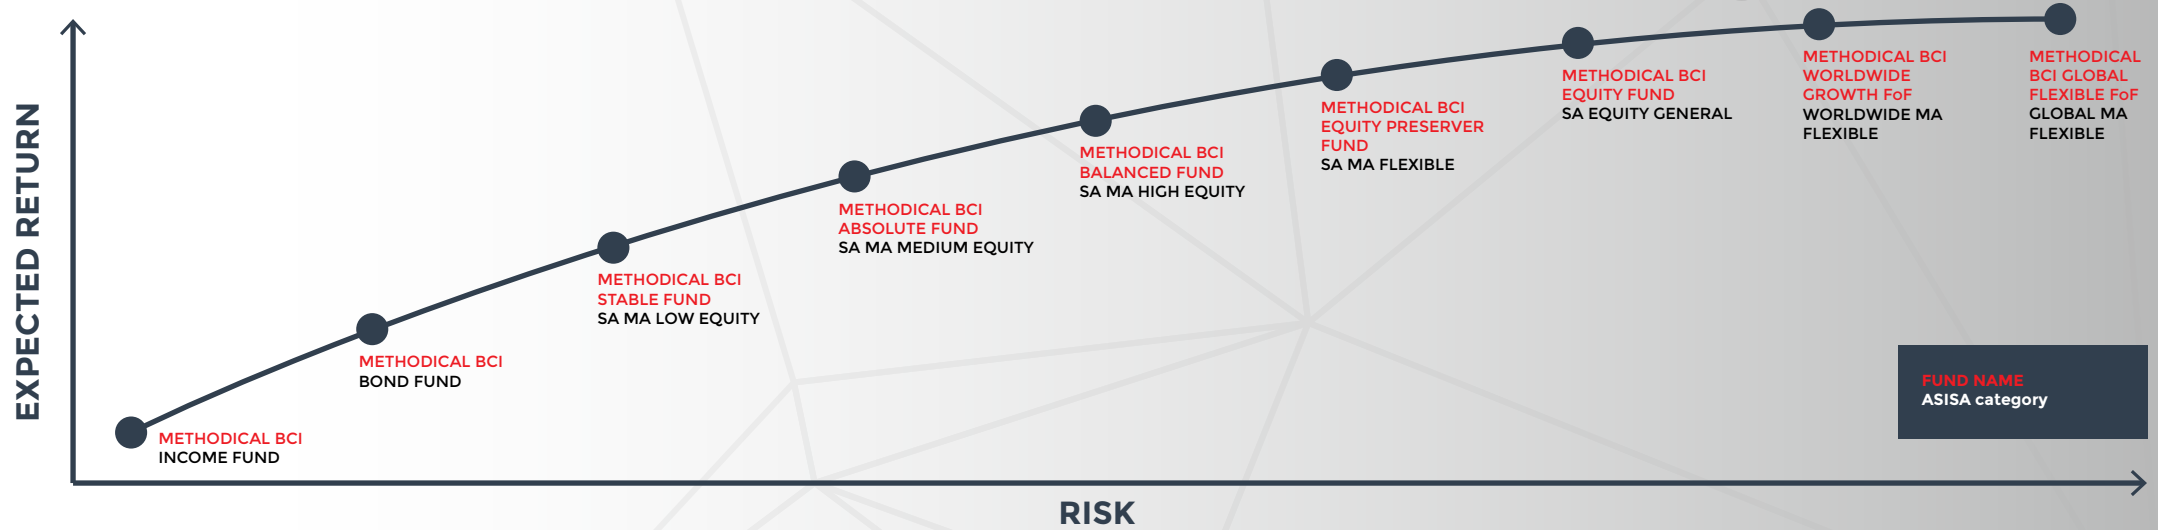 EXPECTED RETURN
METHODICAL BCI
INCOME FUND
METHODICAL BCI
BOND FUND
METHODICAL BCI
STABLE FUND
SA MA LOW EQUITY
METHODICAL BCI
ABSOLUTE FUND
SA MA MEDIUM EQUITY
METHODICAL BCI
BALANCED FUND
SA MA HIGH EQUITY
METHODICAL BCI
EQUITY PRESERVER
FUND
SA MA FLEXIBLE
METHODICAL BCI
EQUITY FUND
SA EQUITY GENERAL
METHODICAL BCI
WORLDWIDE
GROWTH FoF
WORLDWIDE MA
FLEXIBLE
METHODICAL
BCI GLOBAL
FLEXIBLE FoF
GLOBAL MA
FLEXIBLE
FUND NAME
ASISA category
RISK